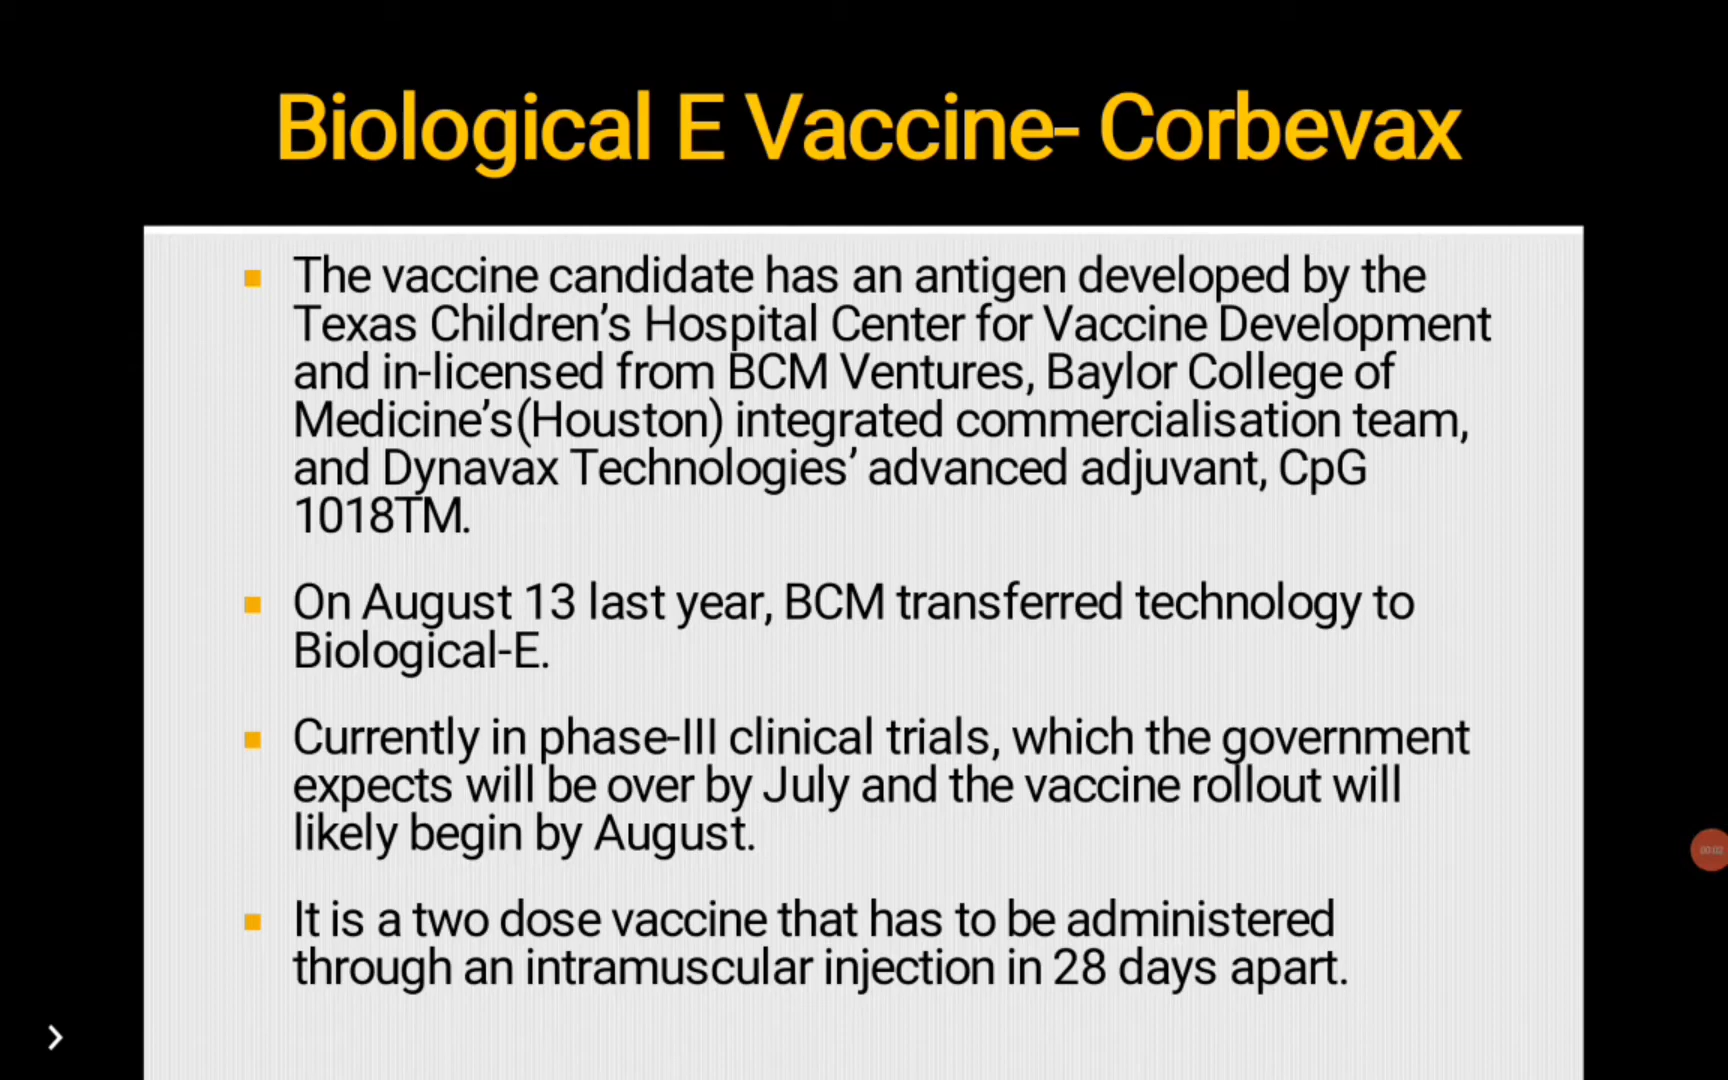 Biological E Vaccine- Corbevax
The vaccine candidate has an antigen developed by the
Texas Children’s Hospital Center for Vaccine Development
and in-licensed from BCM Ventures, Baylor College of
Medicine’s(Houston) integrated commercialisation team,
and Dynavax Technologies’ advanced adjuvant, CpG
1018TM.
On August 13 last year, BCM transferred technology to
Biological-E.
Currently in phase-III clinical trials, which the government
expects will be over by July and the vaccine rollout will
likely begin by August.
It is a two dose vaccine that has to be administered
through an intramuscular injection in 28 days apart.
00:02